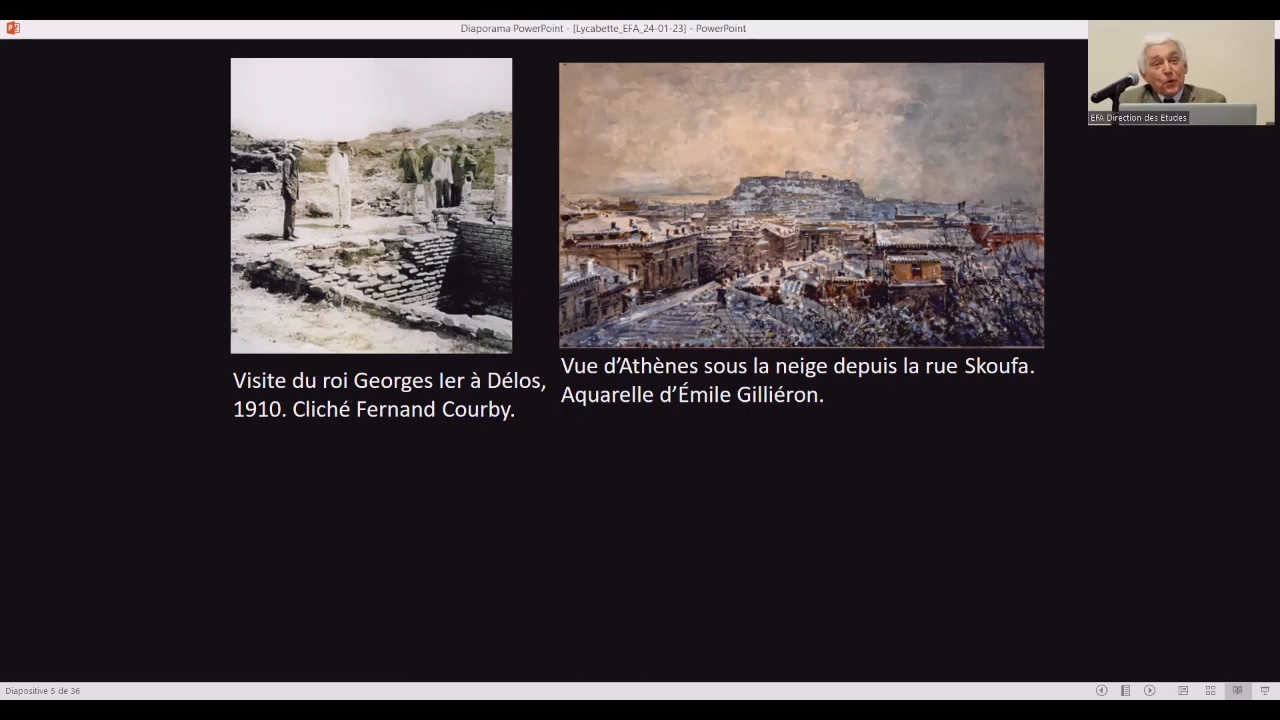 Diaporama PowerPoint - [Lycabette_EFA_24-01-23] - PowerPoint
EFA Direction des Etudes
Visite du roi Georges Ier à Délos,
1910. Cliché Fernand Courby.
Vue d’Athènes sous la neige depuis la rue Skoufa.
Aquarelle d’Émile Gilliéron.
Diapositive 5 de 36